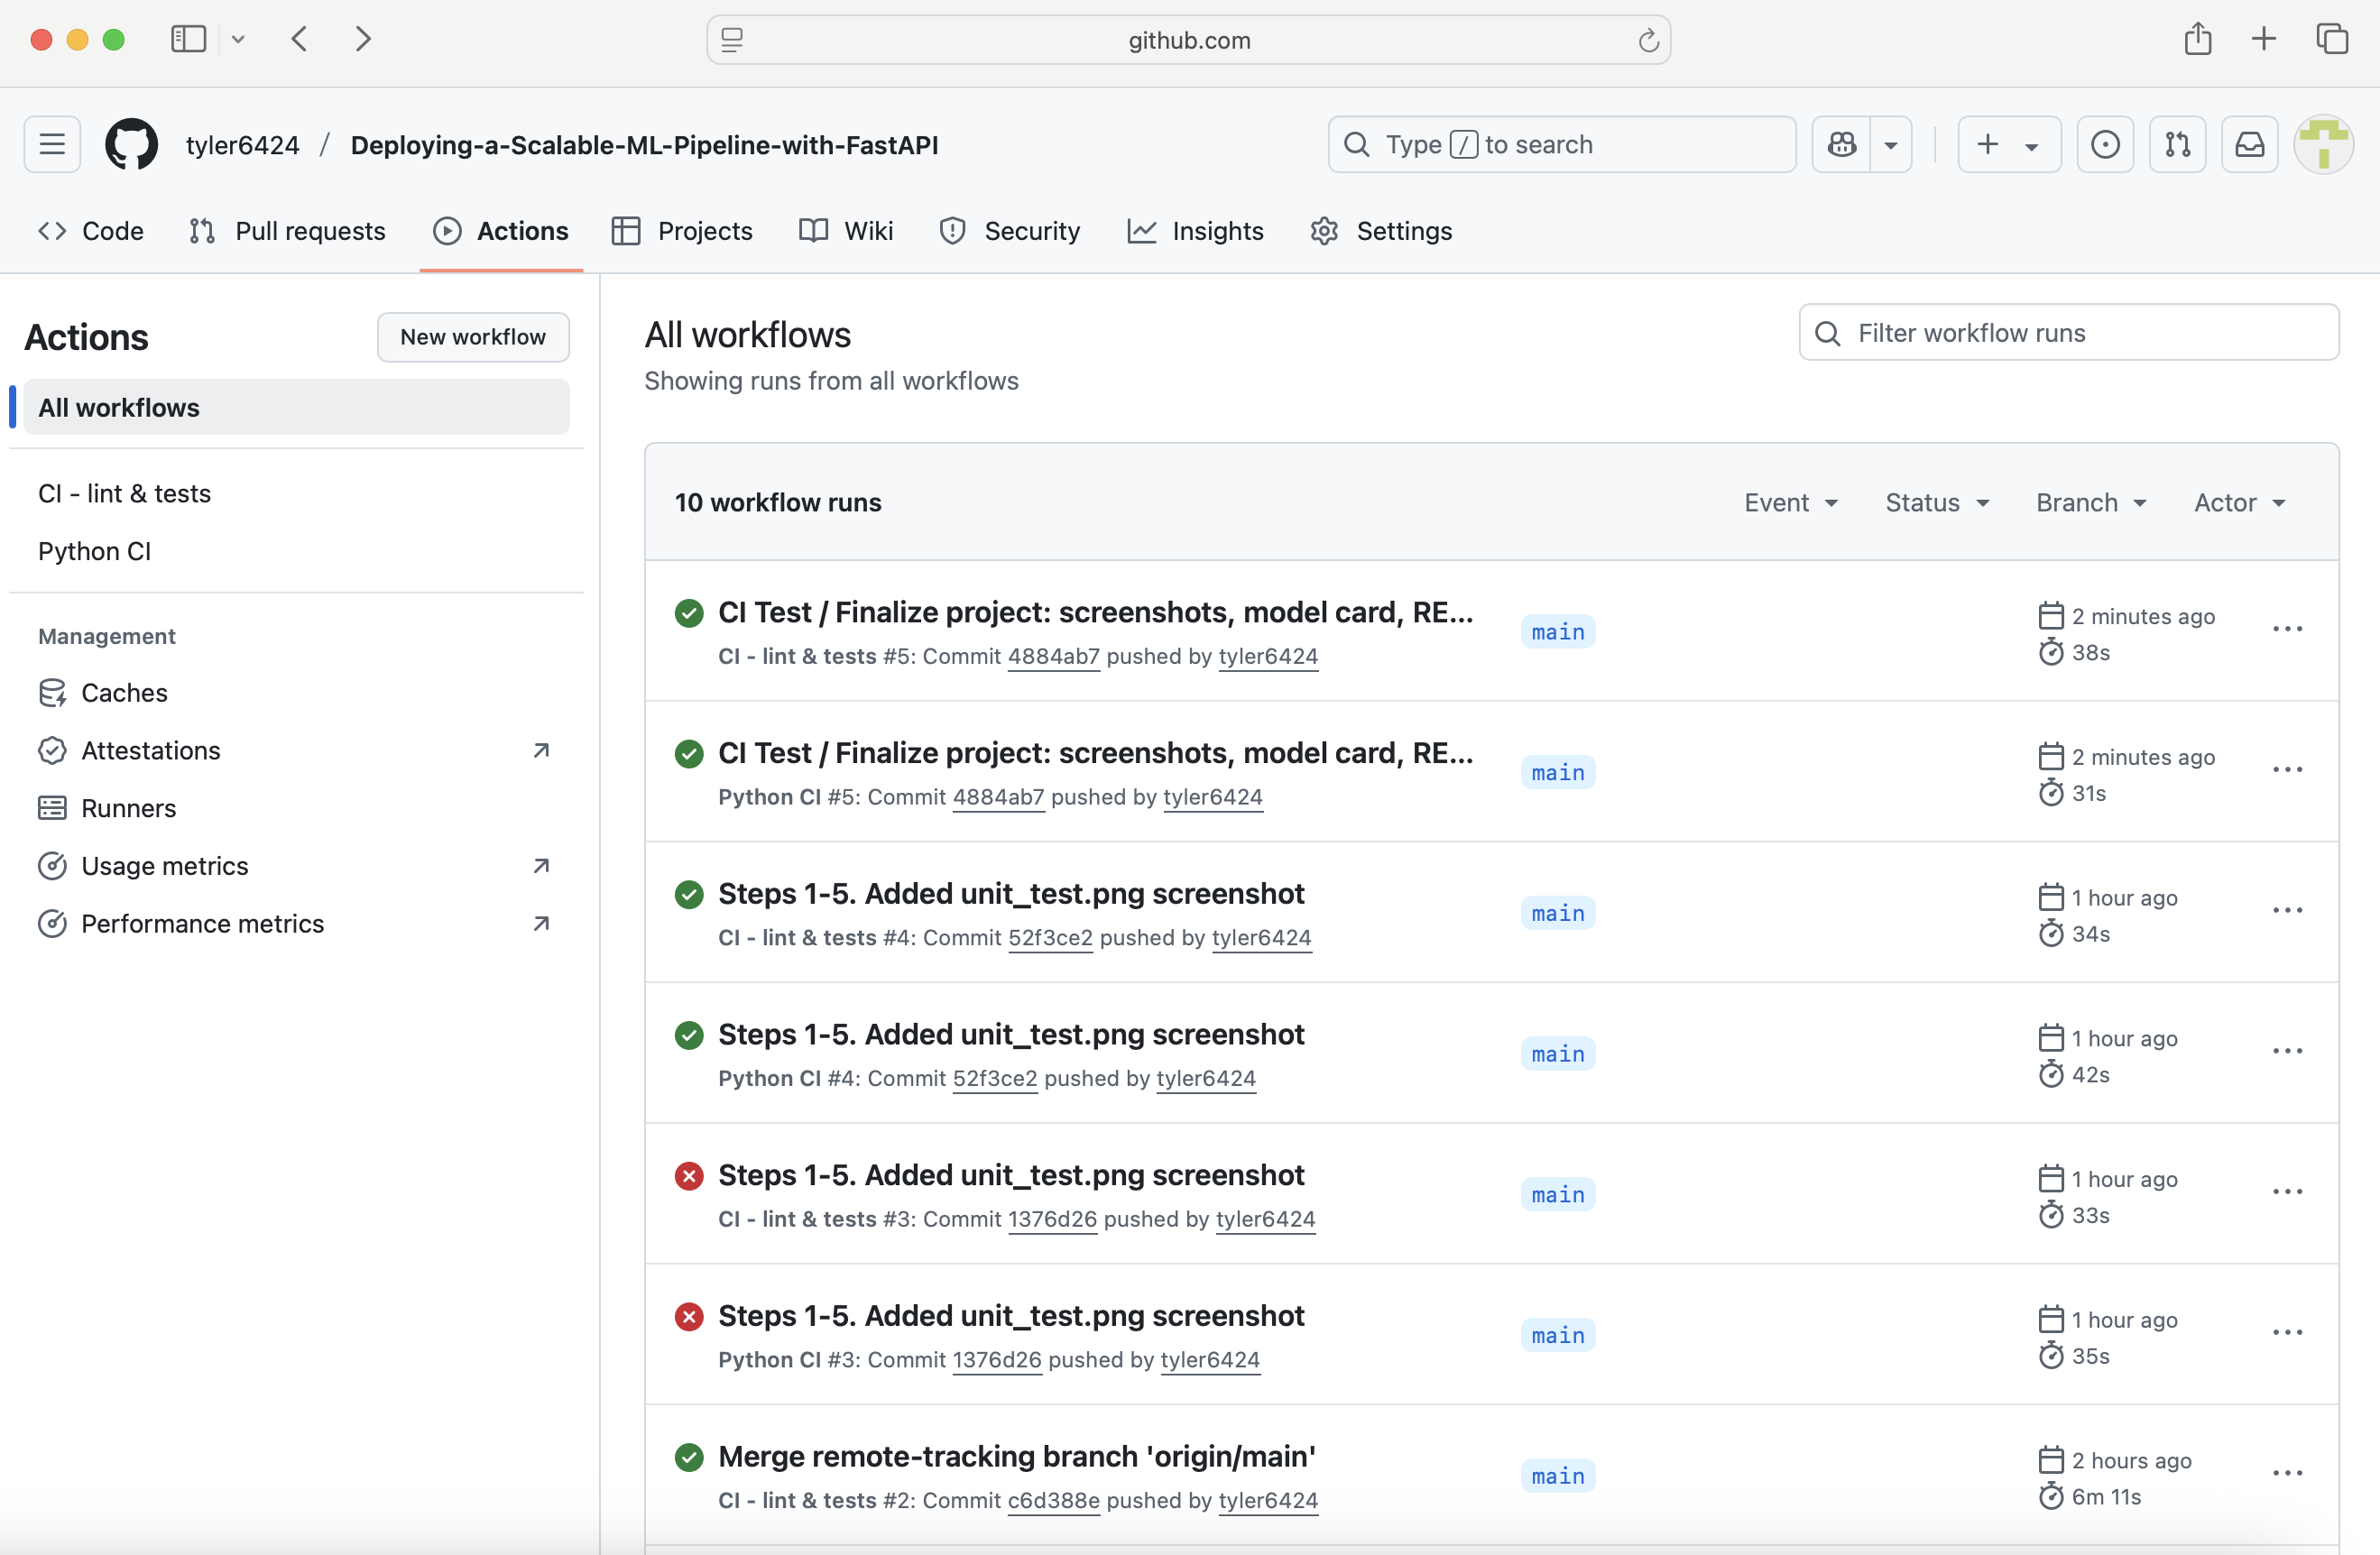 github.com
tyler6424 / Deploying-a-Scalable-ML-Pipeline-with-FastAPI
Type / to search
Code Pull requests Actions Projects Wiki Security Insights Settings
Actions
New workflow
All workflows
CI - lint & tests
Python CI
Management
Caches
Attestations
Runners
Usage metrics
Performance metrics
All workflows
Showing runs from all workflows
Filter workflow runs
10 workflow runs
Event Status Branch Actor
CI Test / Finalize project: screenshots, model card, RE...
CI - lint & tests #5: Commit 4884ab7 pushed by tyler6424
main
2 minutes ago
38s
CI Test / Finalize project: screenshots, model card, RE...
Python CI #5: Commit 4884ab7 pushed by tyler6424
main
2 minutes ago
31s
Steps 1-5. Added unit_test.png screenshot
CI - lint & tests #4: Commit 52f3ce2 pushed by tyler6424
main
1 hour ago
34s
Steps 1-5. Added unit_test.png screenshot
Python CI #4: Commit 52f3ce2 pushed by tyler6424
main
1 hour ago
42s
Steps 1-5. Added unit_test.png screenshot
CI - lint & tests #3: Commit 1376d26 pushed by tyler6424
main
1 hour ago
33s
Steps 1-5. Added unit_test.png screenshot
Python CI #3: Commit 1376d26 pushed by tyler6424
main
1 hour ago
35s
Merge remote-tracking branch 'origin/main'
CI - lint & tests #2: Commit c6d388e pushed by tyler6424
main
2 hours ago
6m 11s